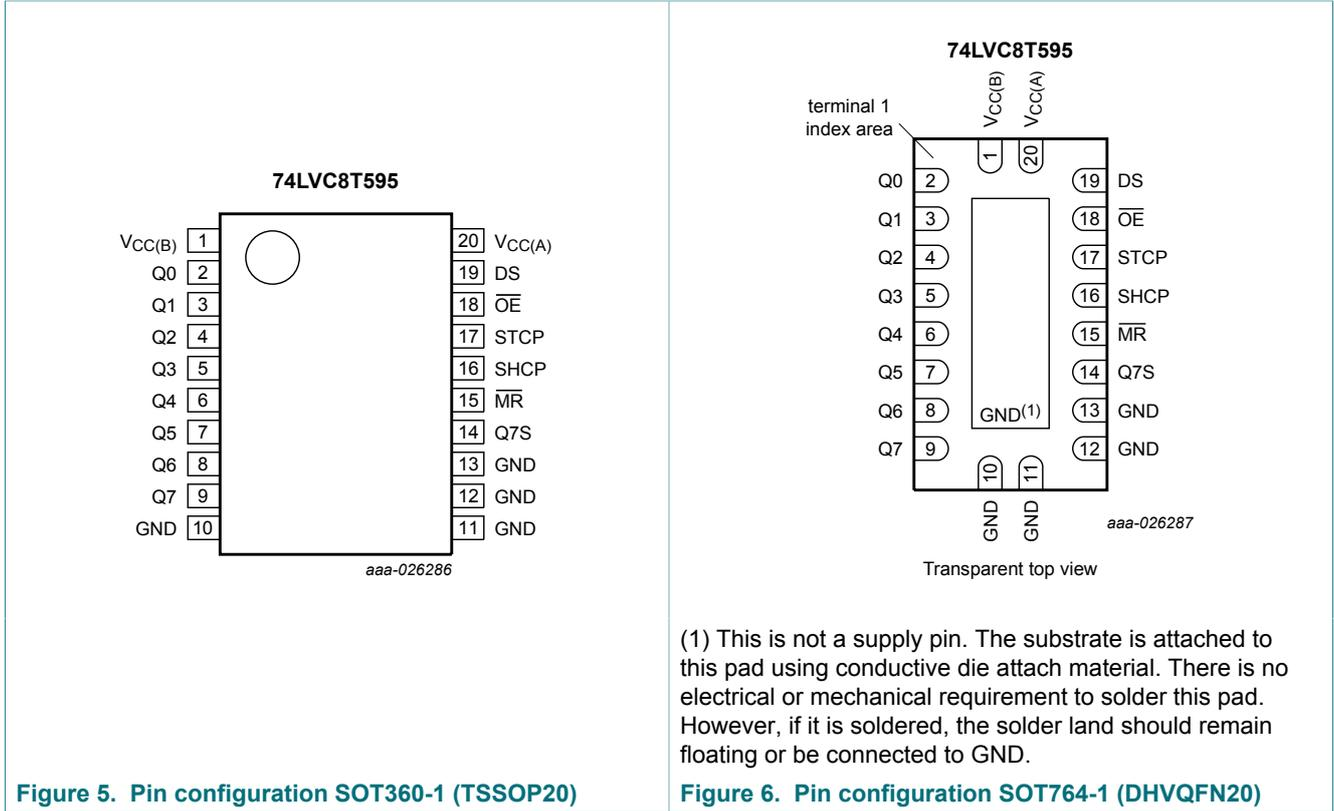 74LVC8T595
VCC(B) 1
Q0 2
Q1 3
Q2 4
Q3 5
Q4 6
Q5 7
Q6 8
Q7 9
GND 10
20 VCC(A)
19 DS
18 O̅E̅
17 STCP
16 SHCP
15 M̅R̅
14 Q7S
13 GND
12 GND
11 GND
aaa-026286
Figure 5. Pin configuration SOT360-1 (TSSOP20)
74LVC8T595
terminal 1
index area
VCC(B)
VCC(A)
1
20
Q0 2
Q1 3
Q2 4
Q3 5
Q4 6
Q5 7
Q6 8
Q7 9
19 DS
18 O̅E̅
17 STCP
16 SHCP
15 M̅R̅
14 Q7S
13 GND
12 GND
GND(1)
10
11
GND
GND
aaa-026287
Transparent top view
(1) This is not a supply pin. The substrate is attached to
this pad using conductive die attach material. There is no
electrical or mechanical requirement to solder this pad.
However, if it is soldered, the solder land should remain
floating or be connected to GND.
Figure 6. Pin configuration SOT764-1 (DHVQFN20)